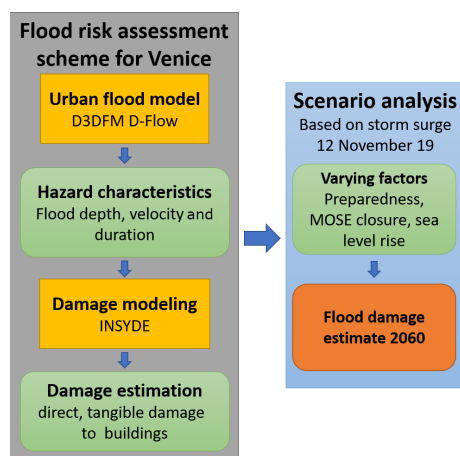 Flood risk assessment
scheme for Venice
Urban flood model
D3DFM D-Flow
Hazard characteristics
Flood depth, velocity and
duration
Damage modeling
INSYDE
Damage estimation
direct, tangible damage
to buildings
Scenario analysis
Based on storm surge
12 November 19
Varying factors
Preparedness,
MOSE closure, sea
level rise
Flood damage
estimate 2060